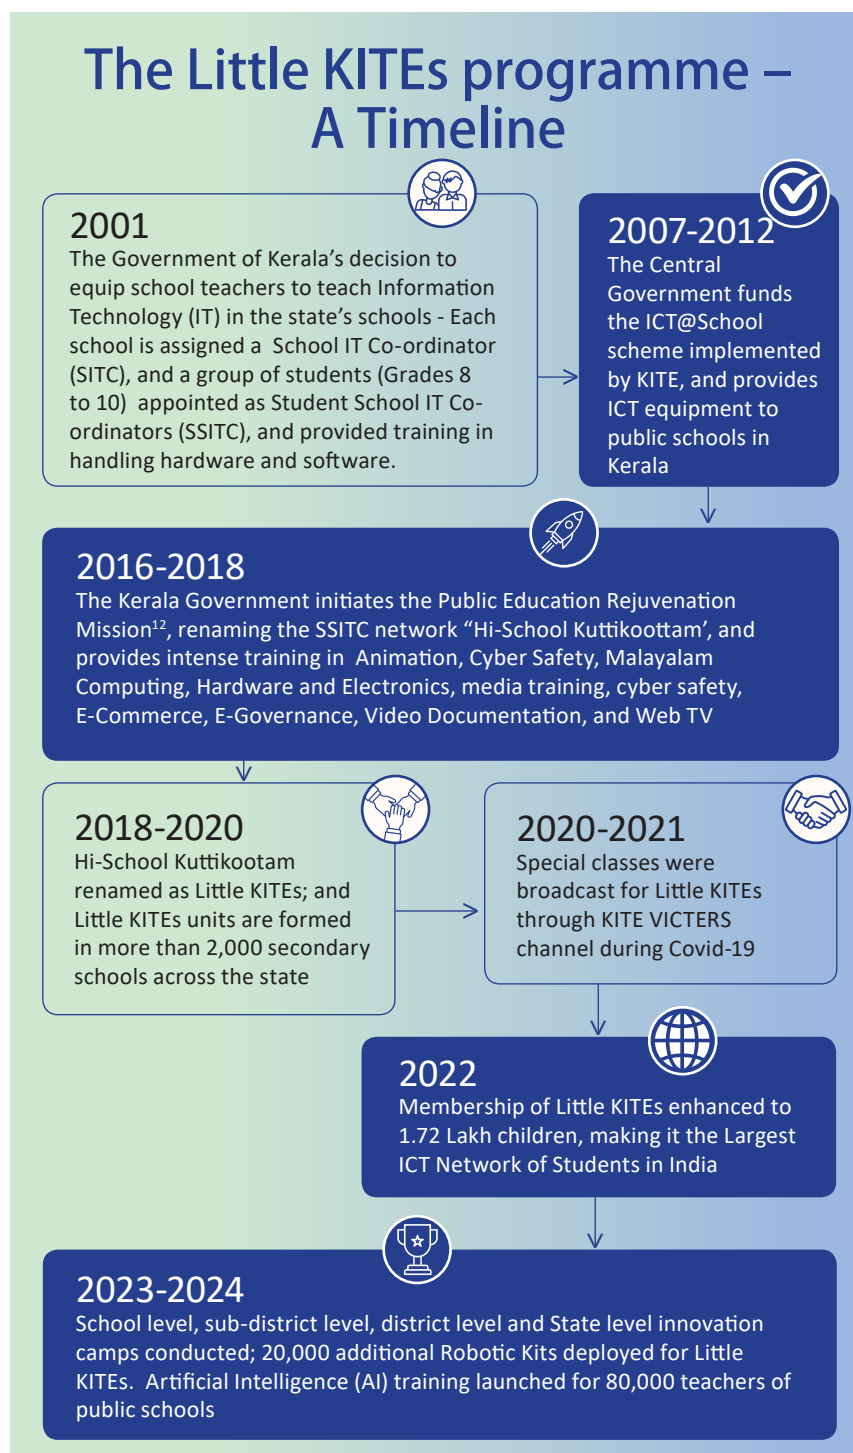 The Little KITEs programme –
A Timeline
2001
The Government of Kerala’s decision to
equip school teachers to teach Information
Technology (IT) in the state’s schools - Each
school is assigned a School IT Co-ordinator
(SITC), and a group of students (Grades 8
to 10) appointed as Student School IT Co-
ordinators (SSITC), and provided training in
handling hardware and software.
2007-2012
The Central
Government funds
the ICT@School
scheme implemented
by KITE, and provides
ICT equipment to
public schools in
Kerala
2016-2018
The Kerala Government initiates the Public Education Rejuvenation
Mission¹², renaming the SSITC network “Hi-School Kuttikoottam’, and
provides intense training in Animation, Cyber Safety, Malayalam
Computing, Hardware and Electronics, media training, cyber safety,
E-Commerce, E-Governance, Video Documentation, and Web TV
2018-2020
Hi-School Kuttikootam
renamed as Little KITEs; and
Little KITEs units are formed
in more than 2,000 secondary
schools across the state
2020-2021
Special classes were
broadcast for Little KITEs
through KITE VICTERS
channel during Covid-19
2022
Membership of Little KITEs enhanced to
1.72 Lakh children, making it the Largest
ICT Network of Students in India
2023-2024
School level, sub-district level, district level and State level innovation
camps conducted; 20,000 additional Robotic Kits deployed for Little
KITEs. Artificial Intelligence (AI) training launched for 80,000 teachers of
public schools